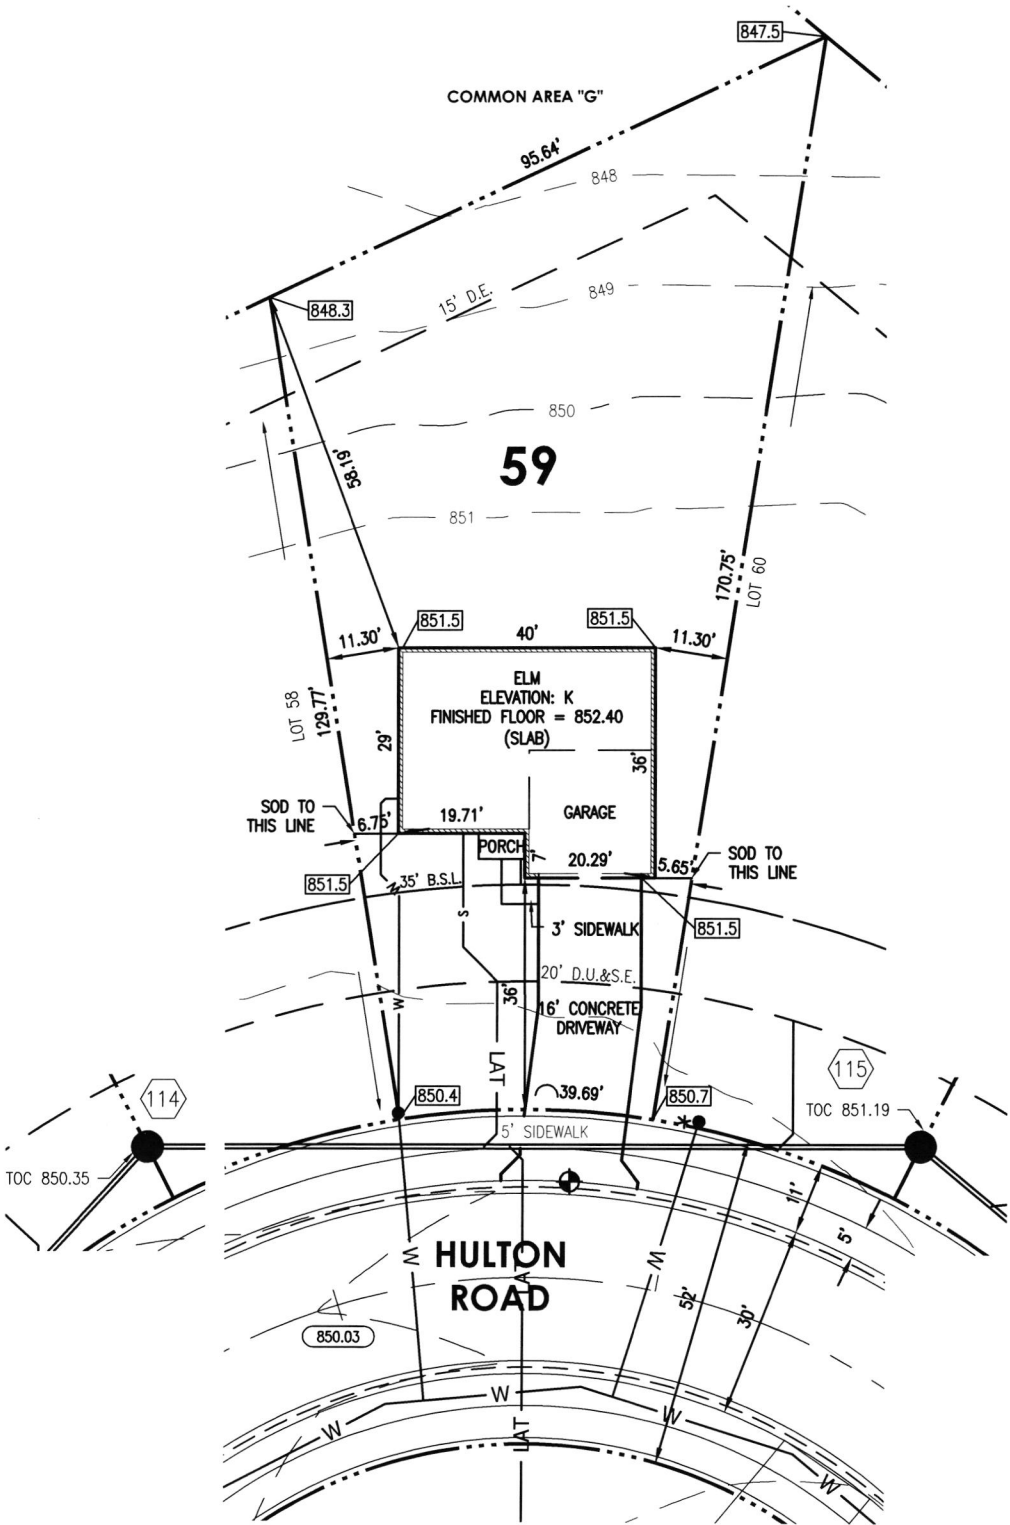 847.5
COMMON AREA "G"
95.64'
848
848.3
15' D.E.
849
850
58.19'
59
851
170.75'
LOT 60
851.5
851.5
11.30'
40'
11.30'
ELM
ELEVATION: K
FINISHED FLOOR = 852.40
(SLAB)
LOT 58
129.77'
29'
36'
SOD TO
THIS LINE
6.75'
19.71'
GARAGE
PORCH
7'
20.29'
5.65'
SOD TO
THIS LINE
851.5
W
35' B.S.L.
S
851.5
3' SIDEWALK
20' D.U.&S.E.
W
36'
16' CONCRETE
DRIVEWAY
LAT
114
850.4
39.69'
850.7
115
TOC 851.19
5' SIDEWALK
TOC 850.35
11'
5'
W
HULTON
ROAD
LAT
W
52'
30'
850.03
W
W
W
LAT
W